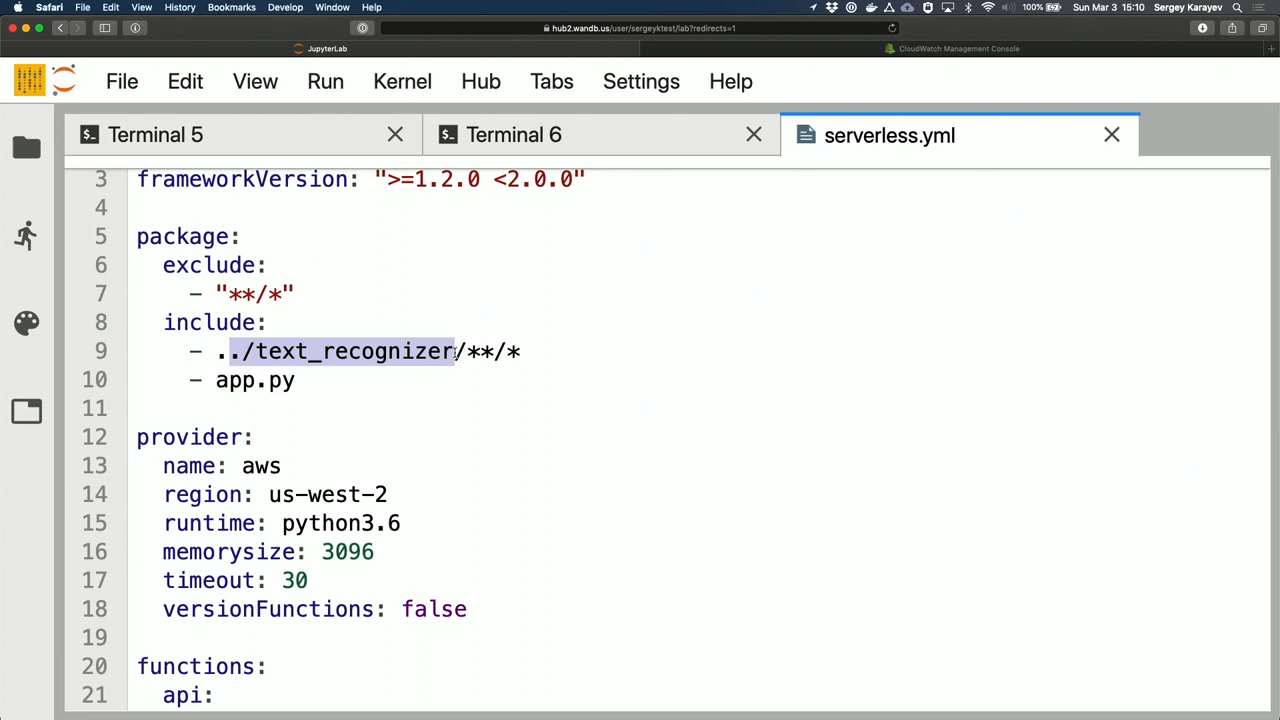 Safari File Edit View History Bookmarks Develop Window Help 100% Sun Mar 3 15:10 Sergey Karayev
hub2.wandb.us/user/sergeyktest/lab?redirects=1
JupyterLab CloudWatch Management Console
File Edit View Run Kernel Hub Tabs Settings Help
Terminal 5 Terminal 6 serverless.yml
3 frameworkVersion: ">=1.2.0 <2.0.0"
4
5 package:
6 exclude:
7 - "**/*"
8 include:
9 - ../text_recognizer/**/*
10 - app.py
11
12 provider:
13 name: aws
14 region: us-west-2
15 runtime: python3.6
16 memorysize: 3096
17 timeout: 30
18 versionFunctions: false
19
20 functions:
21 api: